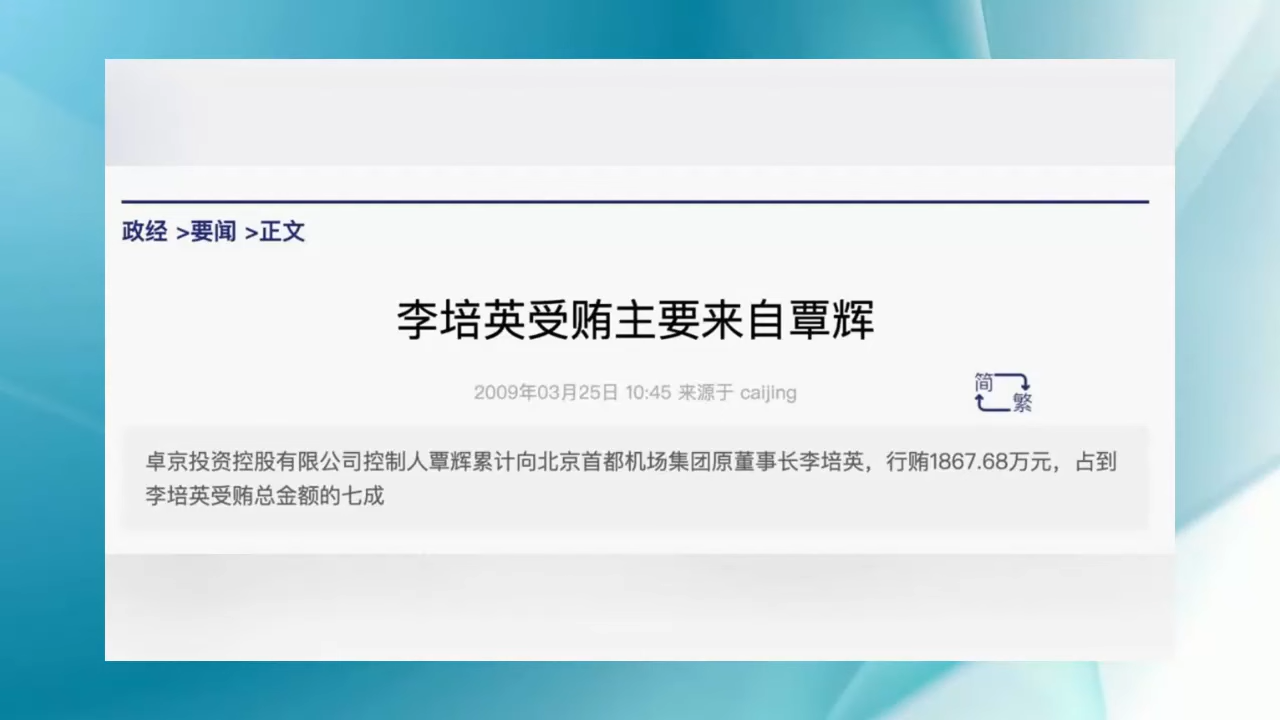 政经 >要闻 >正文
李培英受贿主要来自覃辉
2009年03月25日 10:45 来源于 caijing
简
繁
卓京投资控股有限公司控制人覃辉累计向北京首都机场集团原董事长李培英，行贿1867.68万元，占到
李培英受贿总金额的七成